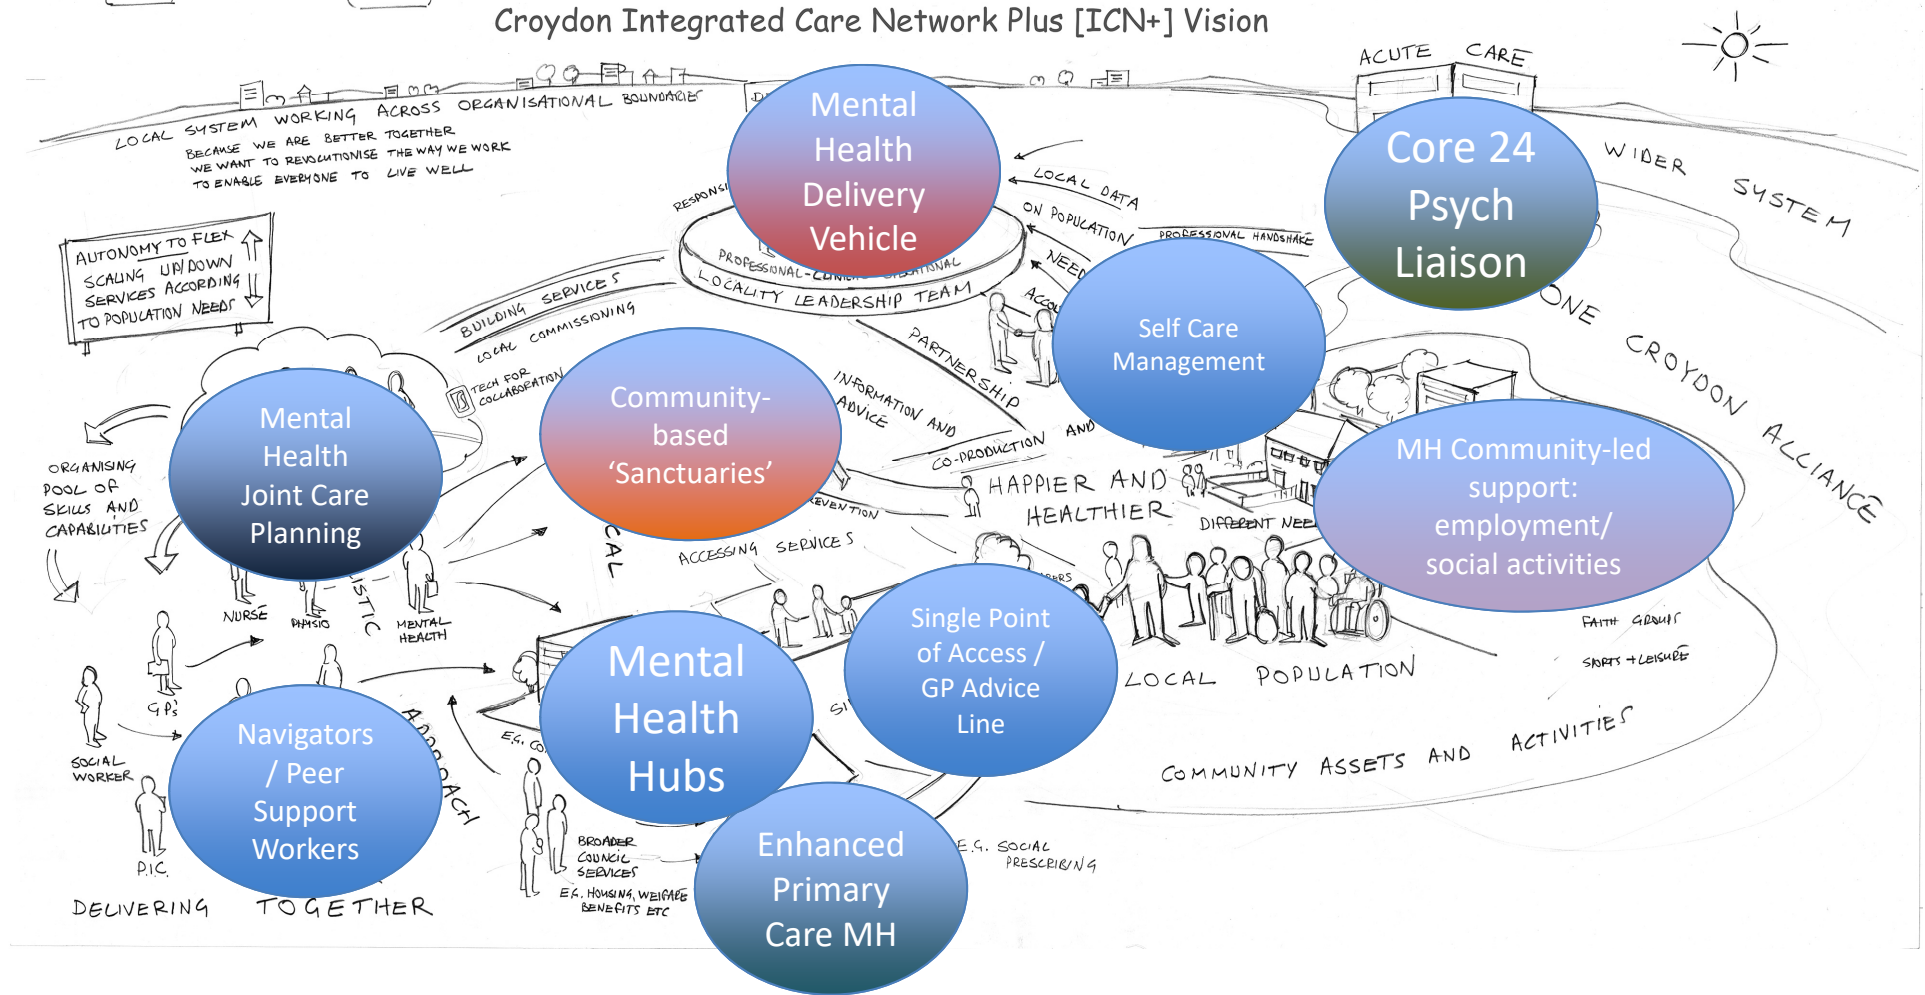 Croydon Integrated Care Network Plus [ICN+] Vision
ACUTE CARE
LOCAL SYSTEM WORKING ACROSS ORGANISATIONAL BOUNDARIES
BECAUSE WE ARE BETTER TOGETHER
WE WANT TO REVOLUTIONISE THE WAY WE WORK
TO ENABLE EVERYONE TO LIVE WELL
Mental
Health
Delivery
Vehicle
Core 24
Psych
Liaison
WIDER SYSTEM
LOCAL DATA
ON POPULATION
NEED
PROFESSIONAL HANDSHAKE
AUTONOMY TO FLEX
SCALING UP/DOWN
SERVICES ACCORDING
TO POPULATION NEEDS
LOCALITY LEADERSHIP TEAM
BUILDING SERVICES
LOCAL COMMISSIONING
TECH FOR
COLLABORATION
PARTNERSHIP
Self Care
Management
ONE CROYDON ALLIANCE
Mental
Health
Joint Care
Planning
Community-
based
‘Sanctuaries’
INFORMATION AND
ADVICE
CO-PRODUCTION AND
HAPPIER AND
HEALTHIER
DIFFERENT
MH Community-led
support:
employment/
social activities
ORGANISING
POOL OF
SKILLS AND
CAPABILITIES
ACCESSING SERVICES
NURSE
PHYSIO
MENTAL
HEALTH
GP's
SOCIAL
WORKER
P.I.C.
APPROACH
Navigators
/ Peer
Support
Workers
Mental
Health
Hubs
Single Point
of Access /
GP Advice
Line
FAITH GROUPS
SPORTS + LEISURE
LOCAL POPULATION
COMMUNITY ASSETS AND ACTIVITIES
E.G.
BROADER
COUNCIL
SERVICES
E.G. HOUSING, WELFARE
BENEFITS ETC
Enhanced
Primary
Care MH
E.G. SOCIAL
PRESCRIBING
DELIVERING TOGETHER